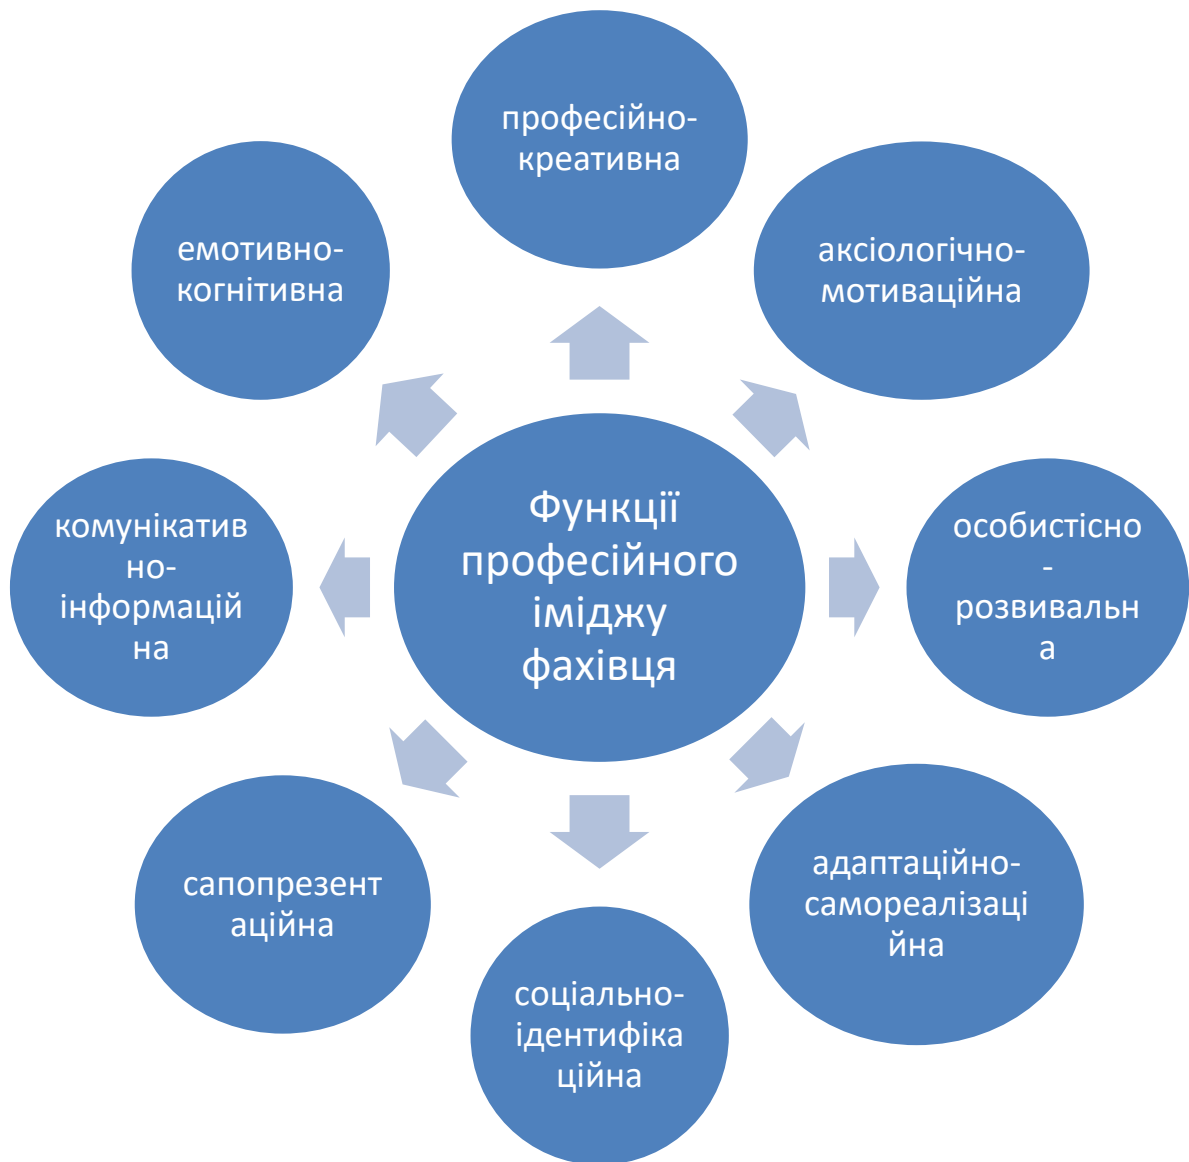 професійно-
креативна
аксіологічно-
мотиваційна
особистісно
-
розвивальн
а
адаптаційно-
самореалізаці
йна
соціально-
ідентифіка
ційна
сапопрезент
аційна
комунікатив
но-
інформацій
на
емотивно-
когнітивна
Функції
професійного
іміджу
фахівця